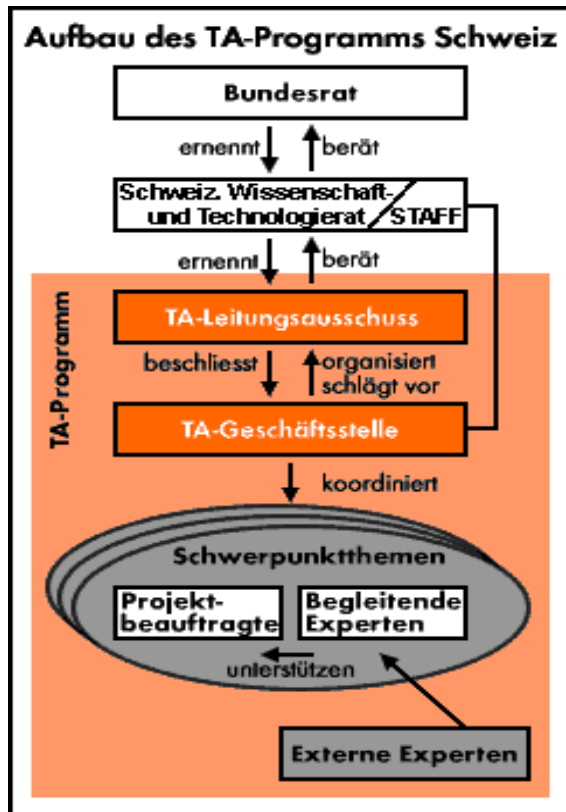 Aufbau des TA-Programms Schweiz
Bundesrat
ernennt
berät
Schweiz. Wissenschaft-
und Technologierat / STAFF
ernennt
berät
TA-Programm
TA-Leitungsausschuss
beschliesst
organisiert
schlägt vor
TA-Geschäftsstelle
koordiniert
Schwerpunktthemen
Projekt-
beauftragte
Begleitende
Experten
unterstützen
Externe Experten